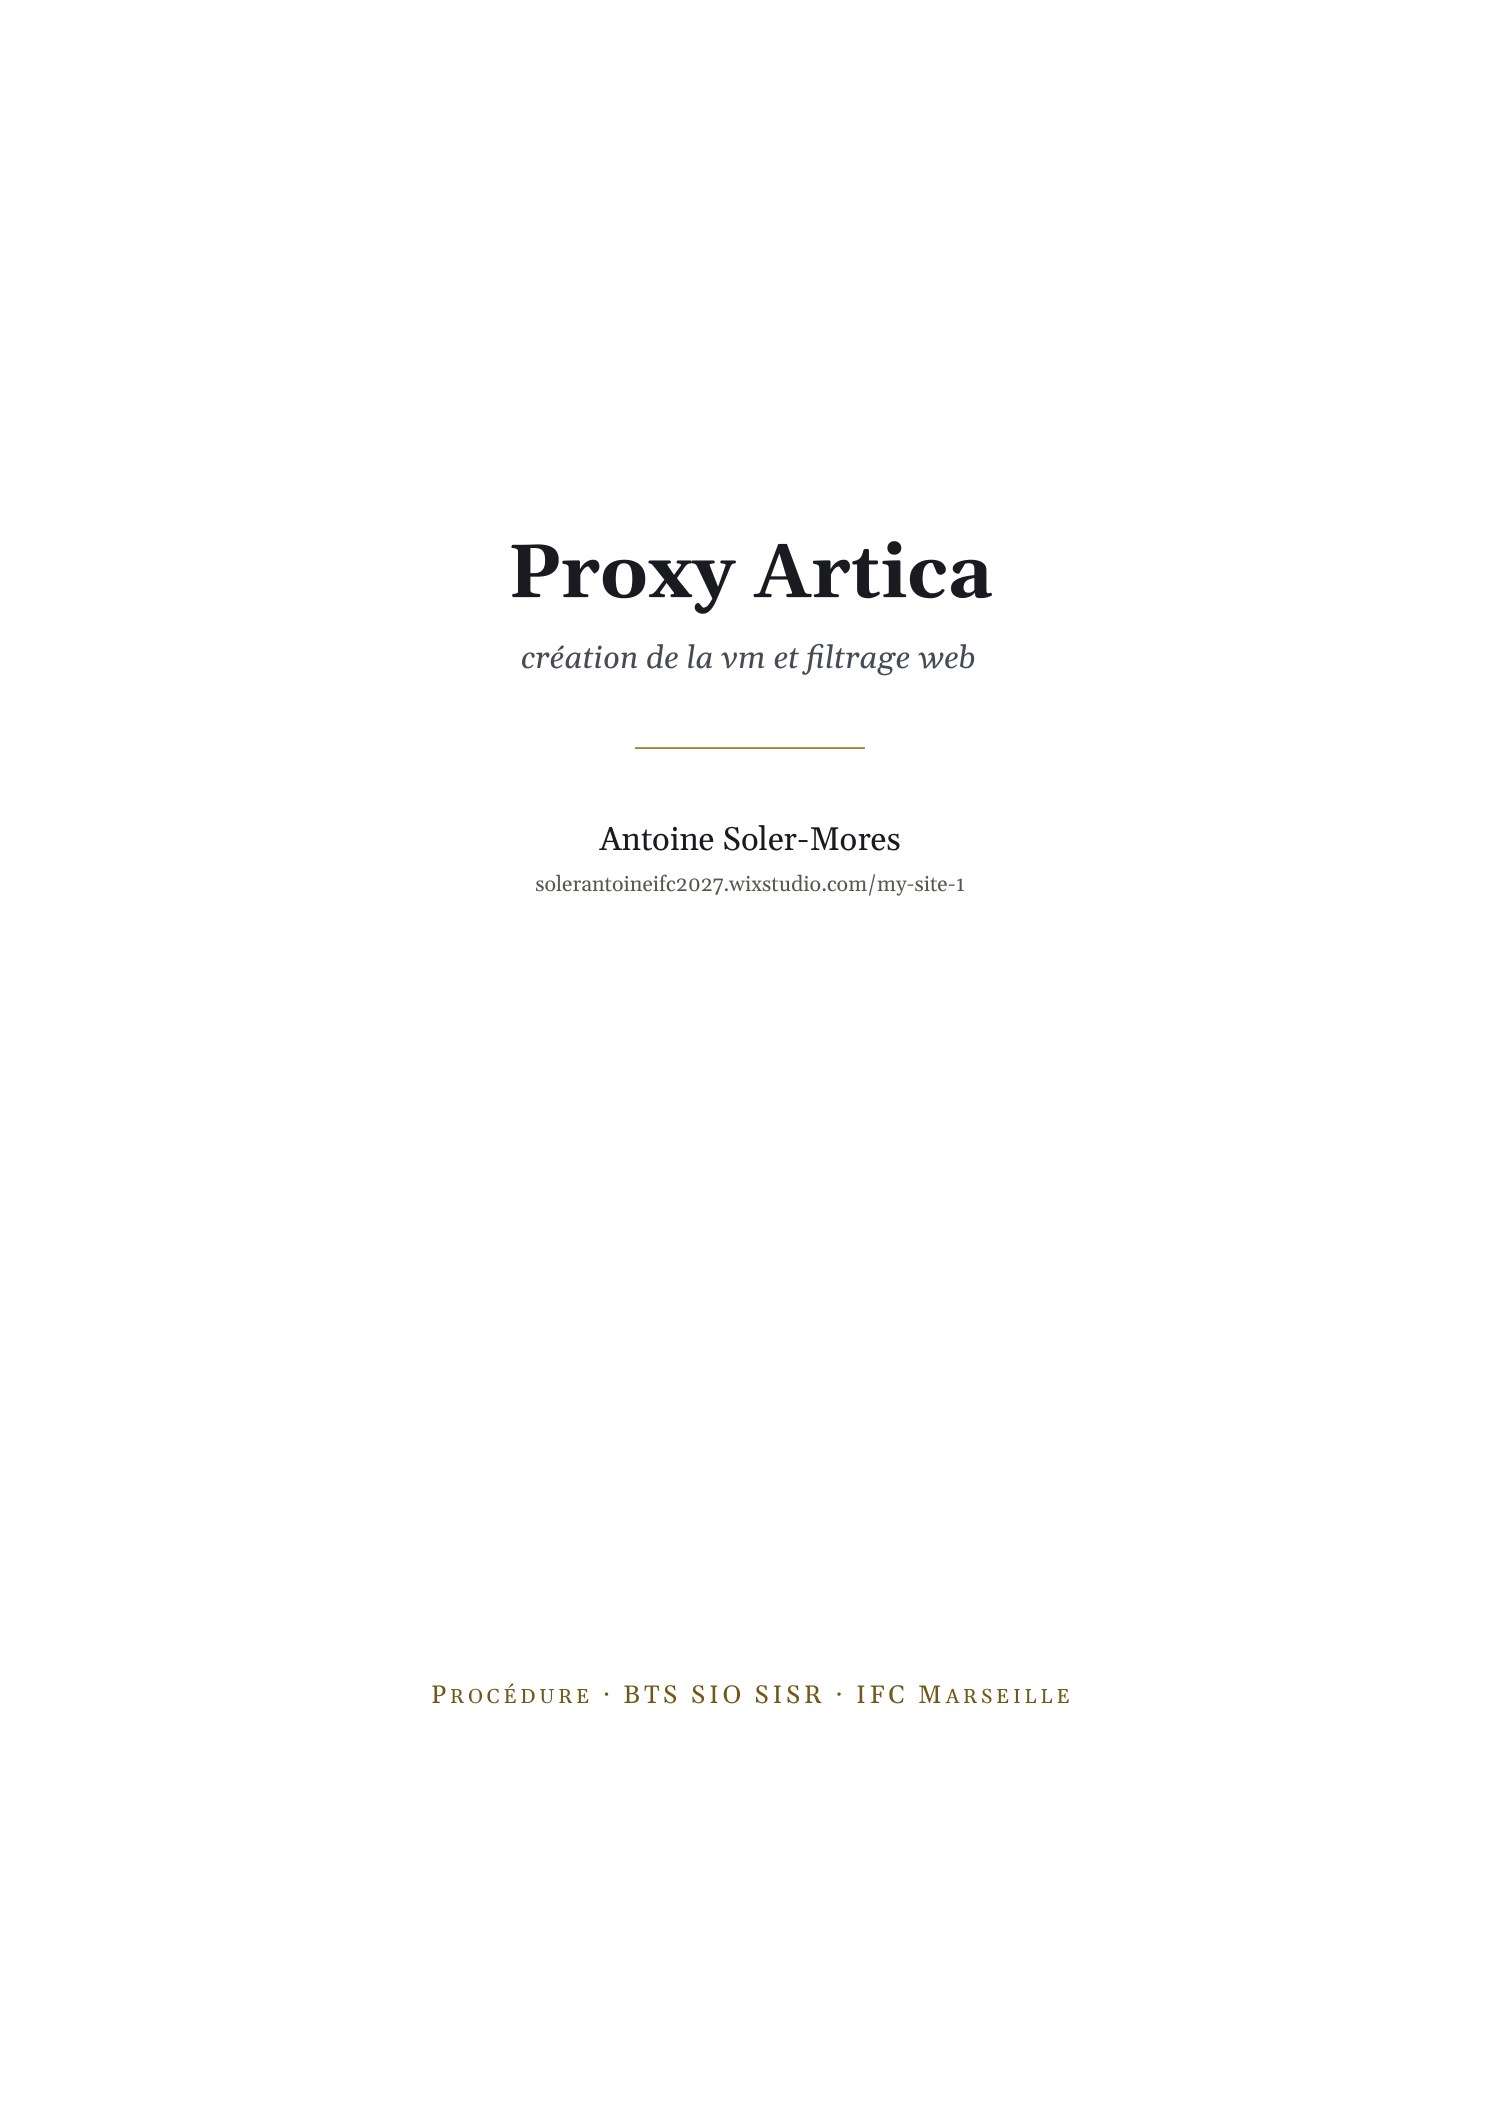 Proxy Artica
création de la vm et filtrage web
Antoine Soler-Mores
solerantoineifc2027.wixstudio.com/my-site-1
Procédure · BTS SIO SISR · IFC Marseille